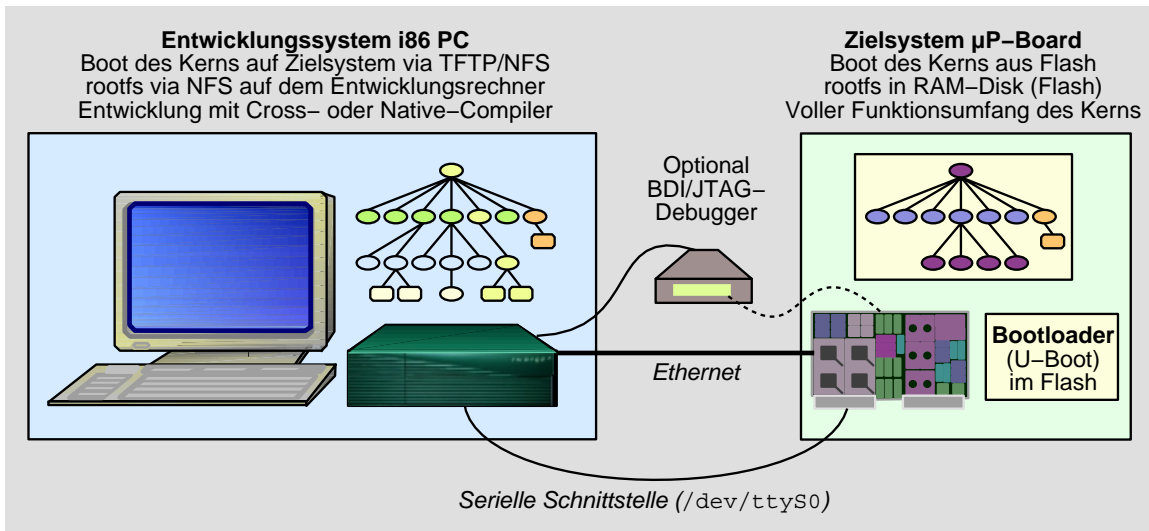 Entwicklungssystem i86 PC
Boot des Kerns auf Zielsystem via TFTP/NFS
rootfs via NFS auf dem Entwicklungsrechner
Entwicklung mit Cross− oder Native−Compiler
Zielsystem µP−Board
Boot des Kerns aus Flash
rootfs in RAM−Disk (Flash)
Voller Funktionsumfang des Kerns
Optional
BDI/JTAG−
Debugger
Bootloader
(U−Boot)
im Flash
Ethernet
Serielle Schnittstelle (/dev/ttyS0)